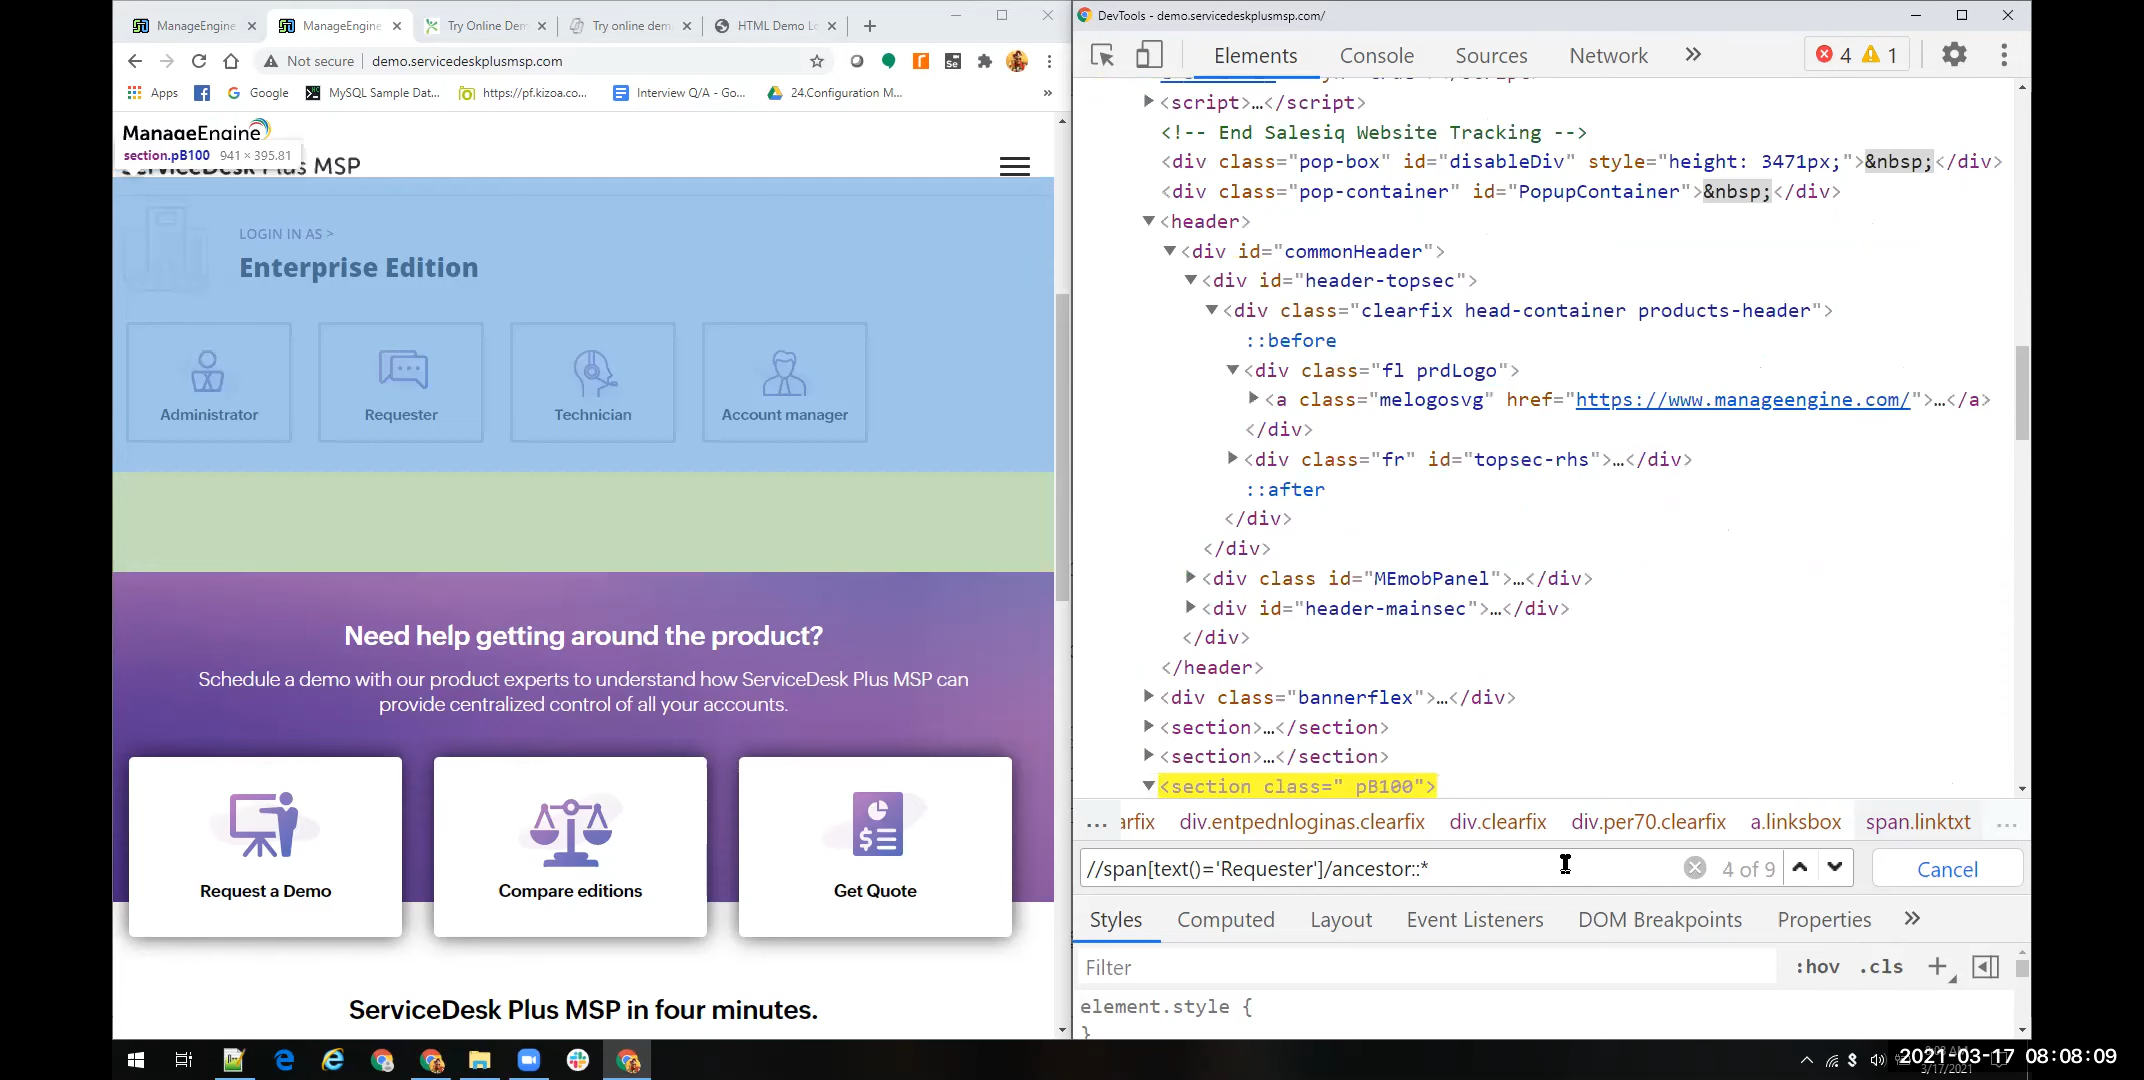 ManageEngine
ManageEngine
Try Online Dem
Try online dem
HTML Demo Lo
Not secure
demo.servicedeskplusmsp.com
Apps
Google
MySQL Sample Dat...
https://pf.kizoa.co...
Interview Q/A - Go...
24.Configuration M...
»
ManageEngine
section.pB100 941 × 395.81
ServiceDesk Plus MSP
LOGIN IN AS >
Enterprise Edition
Administrator
Requester
Technician
Account manager
Need help getting around the product?
Schedule a demo with our product experts to understand how ServiceDesk Plus MSP can
provide centralized control of all your accounts.
Request a Demo
Compare editions
Get Quote
ServiceDesk Plus MSP in four minutes.
DevTools - demo.servicedeskplusmsp.com/
Elements
Console
Sources
Network
»
4
1
<script>…</script>
<!-- End Salesiq Website Tracking -->
<div class="pop-box" id="disableDiv" style="height: 3471px;">&nbsp;</div>
<div class="pop-container" id="PopupContainer">&nbsp;</div>
<header>
<div id="commonHeader">
<div id="header-topsec">
<div class="clearfix head-container products-header">
::before
<div class="fl prdLogo">
<a class="melogosvg" href="https://www.manageengine.com/">…</a>
</div>
<div class="fr" id="topsec-rhs">…</div>
::after
</div>
</div>
<div class id="MEmobPanel">…</div>
<div id="header-mainsec">…</div>
</div>
</header>
<div class="bannerflex">…</div>
<section>…</section>
<section>…</section>
<section class=" pB100">
... arfix div.entpednloginas.clearfix div.clearfix div.per70.clearfix a.linksbox span.linktxt ...
//span[text()='Requester']/ancestor::*
4 of 9
Cancel
Styles
Computed
Layout
Event Listeners
DOM Breakpoints
Properties
»
Filter
:hov
.cls
element.style {
}
2021-03-17 08:08:09
3/17/2021